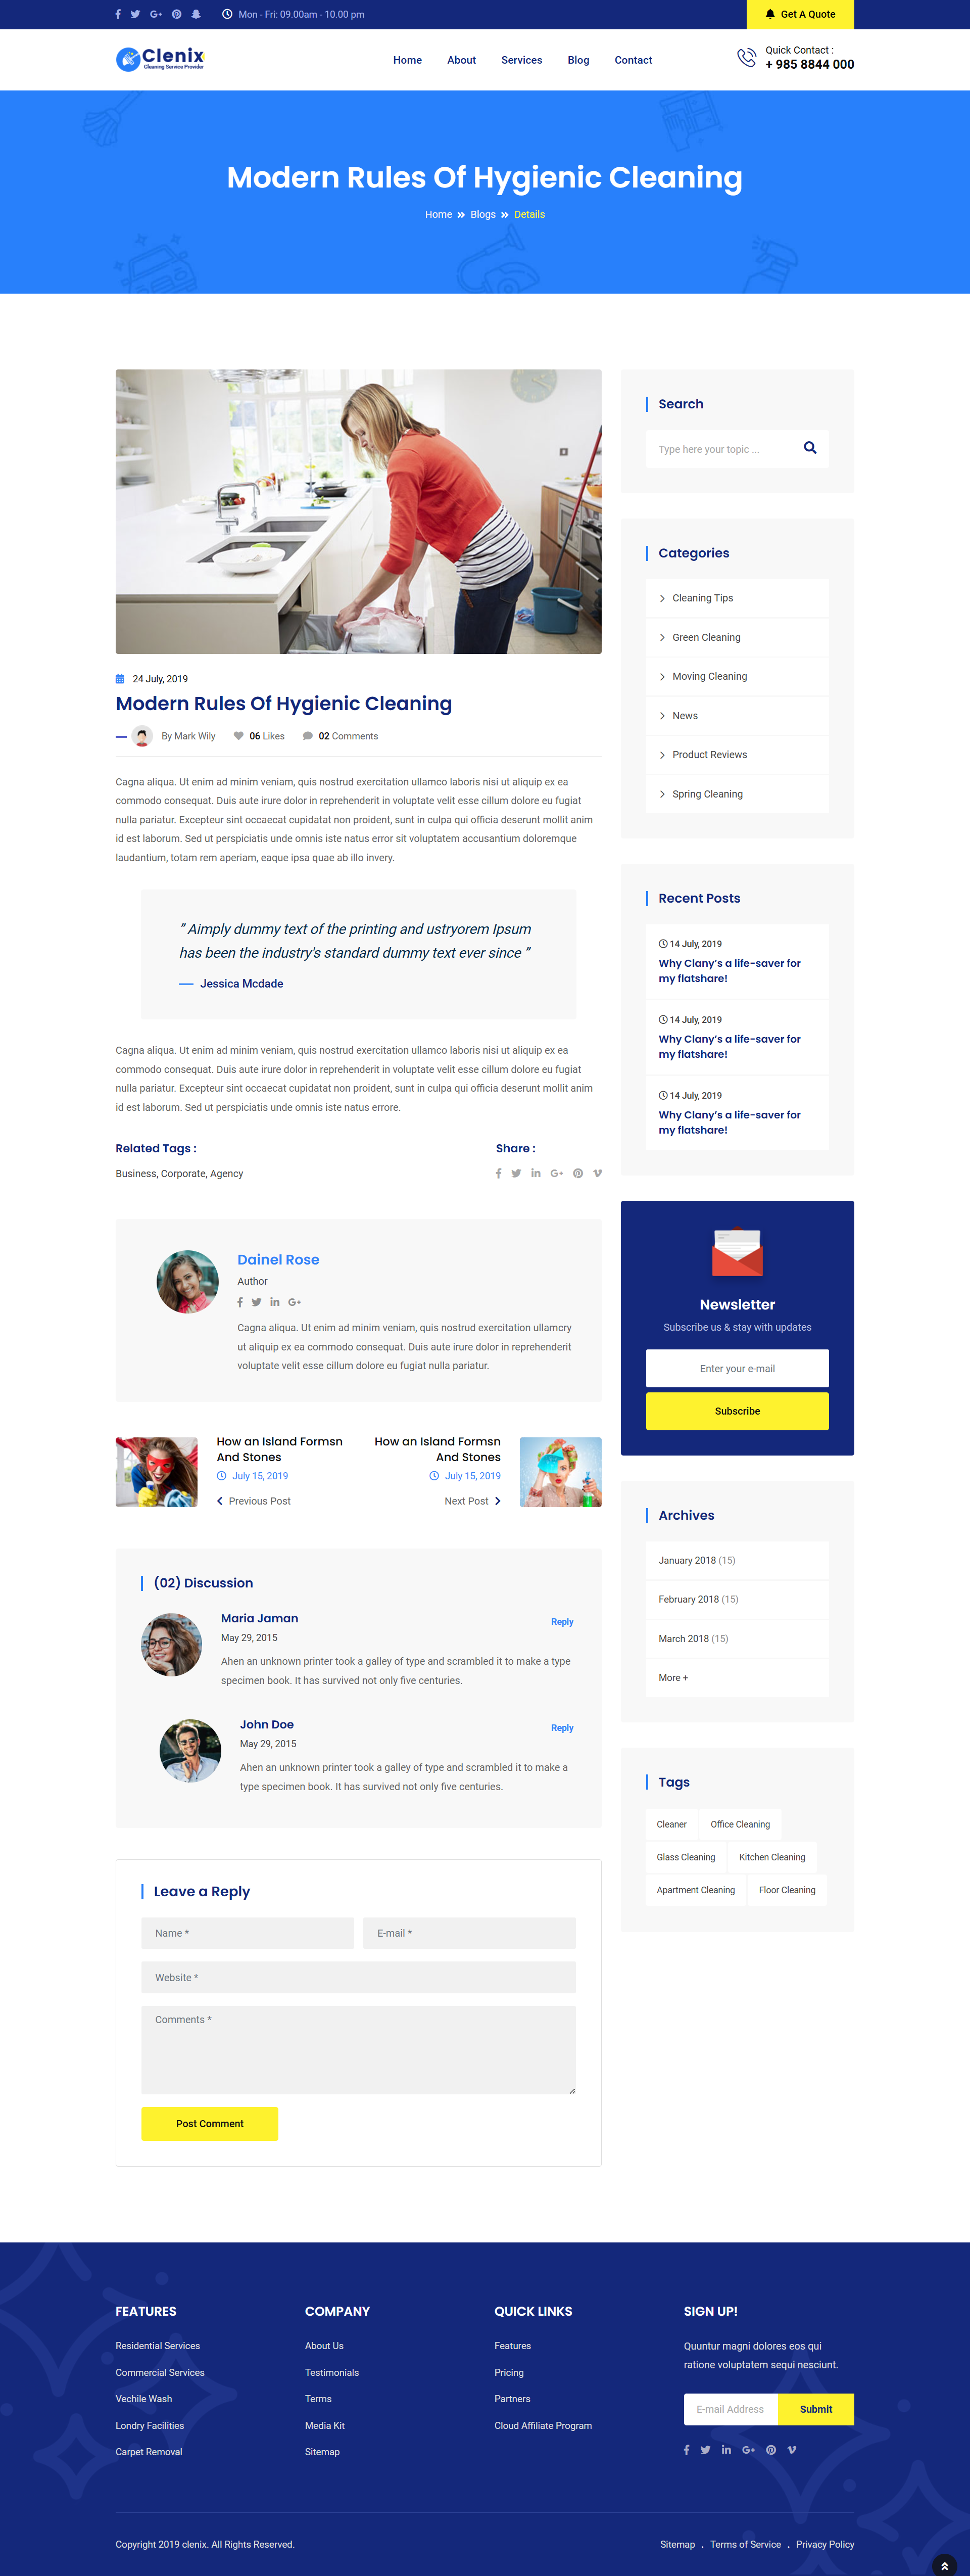 Mon - Fri: 09.00am - 10.00 pm
Get A Quote
Clenix
Cleaning Service Provider
Home
About
Services
Blog
Contact
Quick Contact :
+ 985 8844 000
Modern Rules Of Hygienic Cleaning
Home » Blogs » Details
24 July, 2019
Modern Rules Of Hygienic Cleaning
By Mark Wily
06 Likes
02 Comments
Cagna aliqua. Ut enim ad minim veniam, quis nostrud exercitation ullamco laboris nisi ut aliquip ex ea
commodo consequat. Duis aute irure dolor in reprehenderit in voluptate velit esse cillum dolore eu fugiat
nulla pariatur. Excepteur sint occaecat cupidatat non proident, sunt in culpa qui officia deserunt mollit anim
id est laborum. Sed ut perspiciatis unde omnis iste natus error sit voluptatem accusantium doloremque
laudantium, totam rem aperiam, eaque ipsa quae ab illo invery.
“ Aimply dummy text of the printing and ustryorem Ipsum
has been the industry's standard dummy text ever since ”
Jessica Mcdade
Cagna aliqua. Ut enim ad minim veniam, quis nostrud exercitation ullamco laboris nisi ut aliquip ex ea
commodo consequat. Duis aute irure dolor in reprehenderit in voluptate velit esse cillum dolore eu fugiat
nulla pariatur. Excepteur sint occaecat cupidatat non proident, sunt in culpa qui officia deserunt mollit anim
id est laborum. Sed ut perspiciatis unde omnis iste natus errore.
Related Tags :
Business, Corporate, Agency
Share :
Dainel Rose
Author
Cagna aliqua. Ut enim ad minim veniam, quis nostrud exercitation ullamcry
ut aliquip ex ea commodo consequat. Duis aute irure dolor in reprehenderit
voluptate velit esse cillum dolore eu fugiat nulla pariatur.
How an Island Formsn
And Stones
July 15, 2019
Previous Post
How an Island Formsn
And Stones
July 15, 2019
Next Post
(02) Discussion
Maria Jaman
Reply
May 29, 2015
Ahen an unknown printer took a galley of type and scrambled it to make a type
specimen book. It has survived not only five centuries.
John Doe
Reply
May 29, 2015
Ahen an unknown printer took a galley of type and scrambled it to make a
type specimen book. It has survived not only five centuries.
Leave a Reply
Name *
E-mail *
Website *
Comments *
Post Comment
Search
Type here your topic ...
Categories
Cleaning Tips
Green Cleaning
Moving Cleaning
News
Product Reviews
Spring Cleaning
Recent Posts
14 July, 2019
Why Clany’s a life-saver for
my flatshare!
14 July, 2019
Why Clany’s a life-saver for
my flatshare!
14 July, 2019
Why Clany’s a life-saver for
my flatshare!
Newsletter
Subscribe us & stay with updates
Enter your e-mail
Subscribe
Archives
January 2018 (15)
February 2018 (15)
March 2018 (15)
More +
Tags
Cleaner
Office Cleaning
Glass Cleaning
Kitchen Cleaning
Apartment Cleaning
Floor Cleaning
FEATURES
Residential Services
Commercial Services
Vechile Wash
Londry Facilities
Carpet Removal
COMPANY
About Us
Testimonials
Terms
Media Kit
Sitemap
QUICK LINKS
Features
Pricing
Partners
Cloud Affiliate Program
SIGN UP!
Quuntur magni dolores eos qui
ratione voluptatem sequi nesciunt.
E-mail Address
Submit
Copyright 2019 clenix. All Rights Reserved.
Sitemap . Terms of Service . Privacy Policy